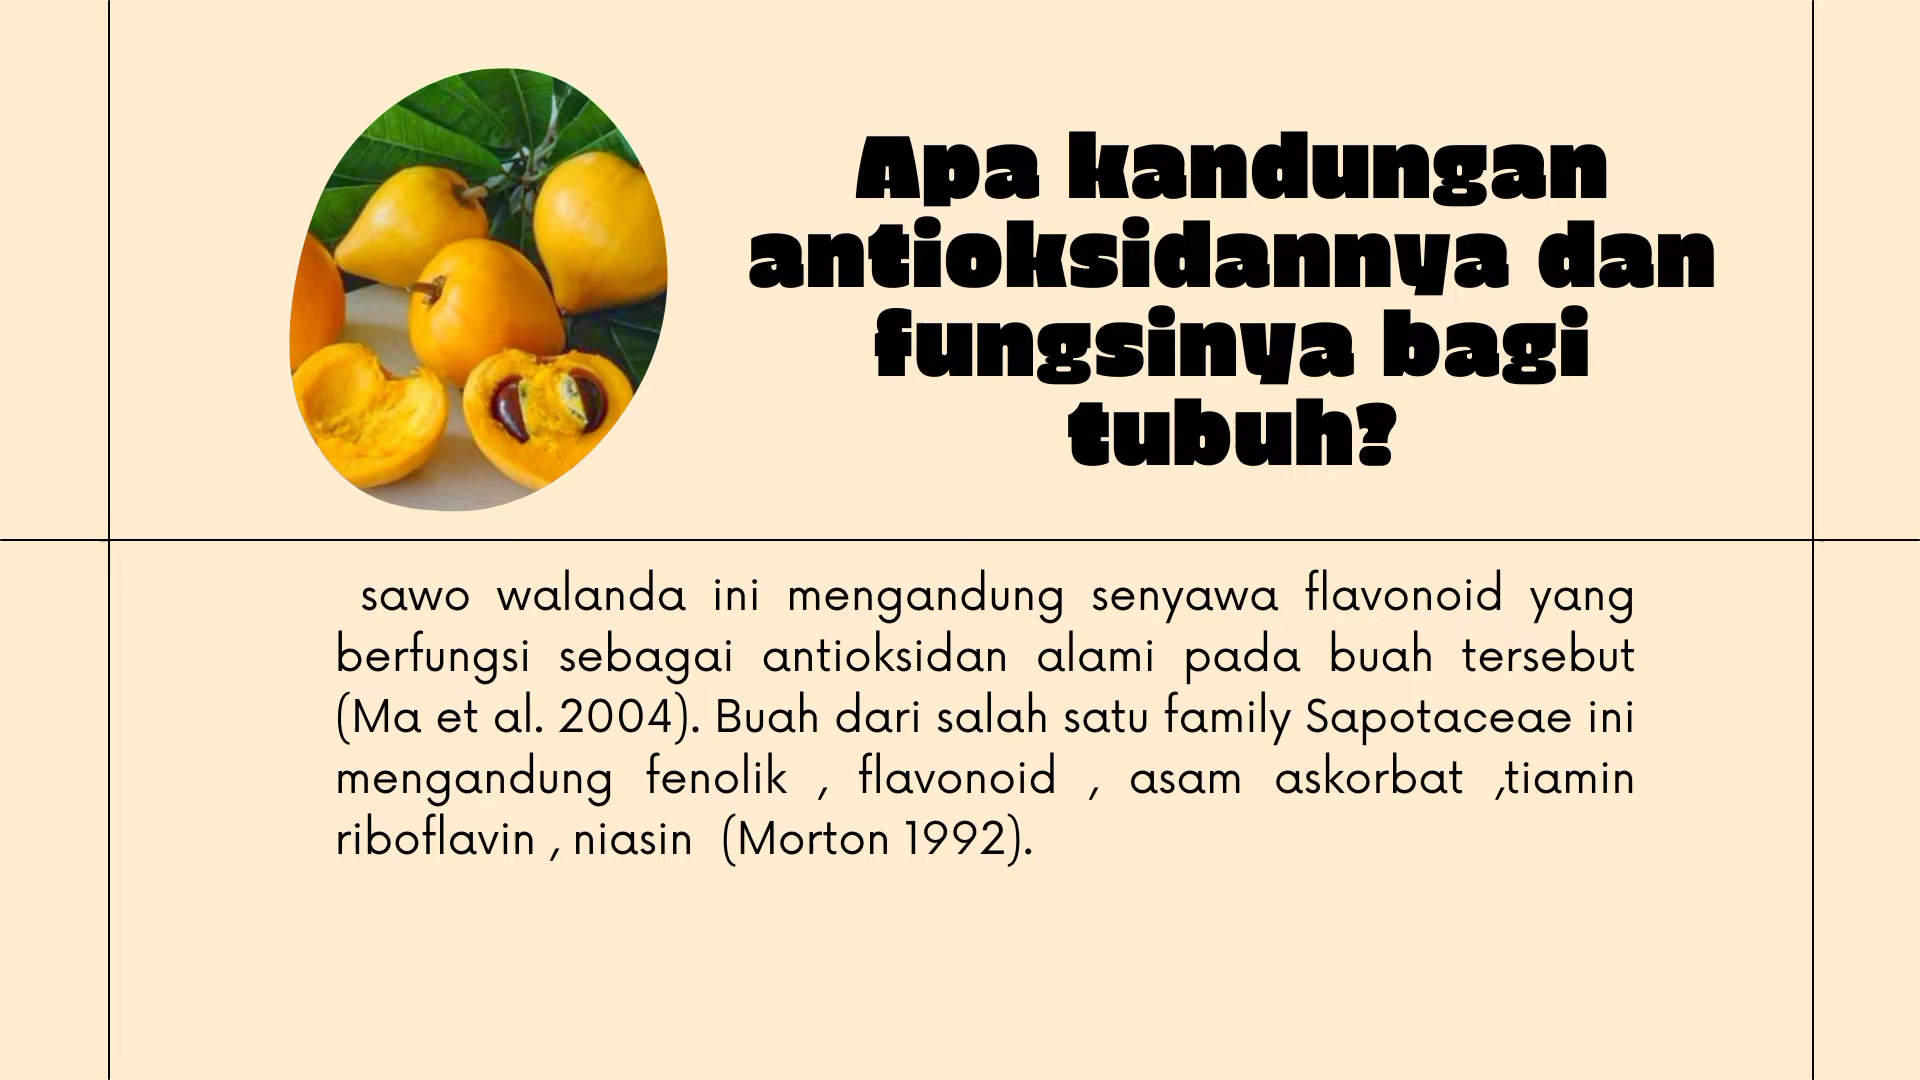 Apa kandungan
antioksidannya dan
fungsinya bagi
tubuh?
sawo walanda ini mengandung senyawa flavonoid yang
berfungsi sebagai antioksidan alami pada buah tersebut
(Ma et al. 2004). Buah dari salah satu family Sapotaceae ini
mengandung fenolik , flavonoid , asam askorbat ,tiamin
riboflavin , niasin (Morton 1992).